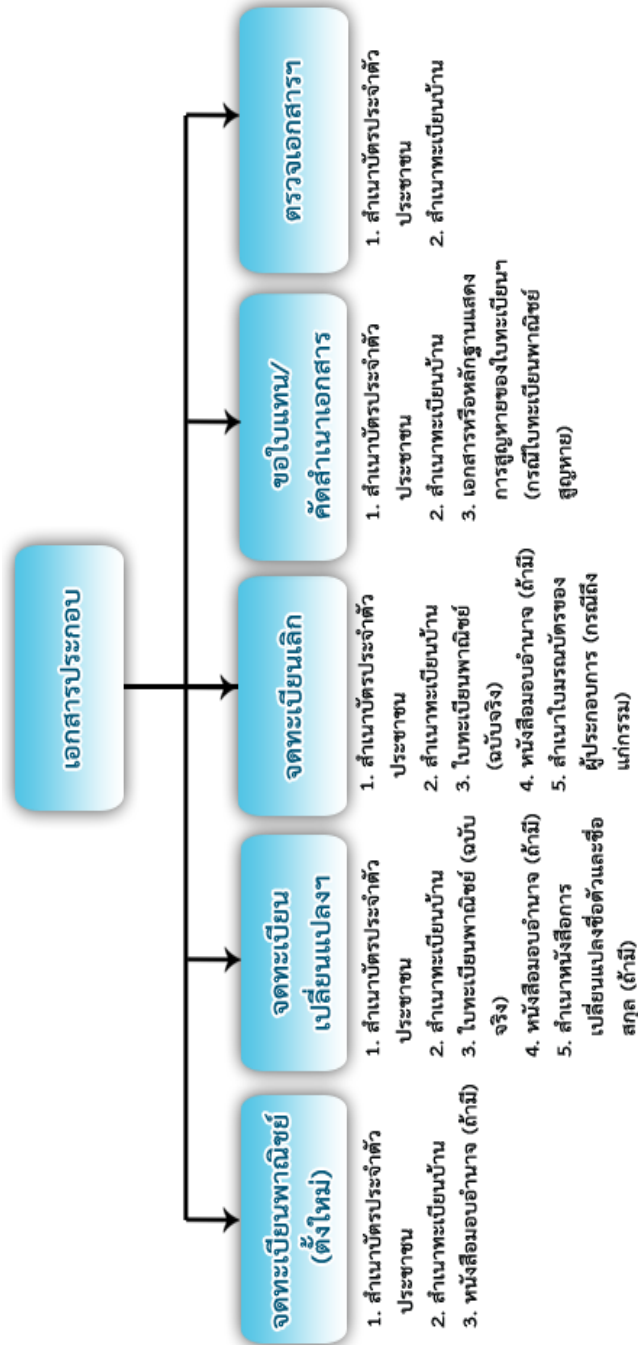 เอกสารประกอบ
จดทะเบียนพาณิชย์
(ตั้งใหม่)
1. สำเนาบัตรประจำตัว
ประชาชน
2. สำเนาทะเบียนบ้าน
3. หนังสือมอบอำนาจ (ถ้ามี)
จดทะเบียน
เปลี่ยนแปลงฯ
1. สำเนาบัตรประจำตัว
ประชาชน
2. สำเนาทะเบียนบ้าน
3. ใบทะเบียนพาณิชย์ (ฉบับ
จริง)
4. หนังสือมอบอำนาจ (ถ้ามี)
5. สำเนาหนังสือการ
เปลี่ยนแปลงชื่อตัวและชื่อ
สกุล (ถ้ามี)
จดทะเบียนเลิก
1. สำเนาบัตรประจำตัว
ประชาชน
2. สำเนาทะเบียนบ้าน
3. ใบทะเบียนพาณิชย์
(ฉบับจริง)
4. หนังสือมอบอำนาจ (ถ้ามี)
5. สำเนาใบมรณบัตรของ
ผู้ประกอบการ (กรณีถึง
แก่กรรม)
ขอใบแทน/
คัดสำเนาเอกสาร
1. สำเนาบัตรประจำตัว
ประชาชน
2. สำเนาทะเบียนบ้าน
3. เอกสารหรือหลักฐานแสดง
การสูญหายของใบทะเบียนฯ
(กรณีใบทะเบียนพาณิชย์
สูญหาย)
ตรวจเอกสารฯ
1. สำเนาบัตรประจำตัว
ประชาชน
2. สำเนาทะเบียนบ้าน